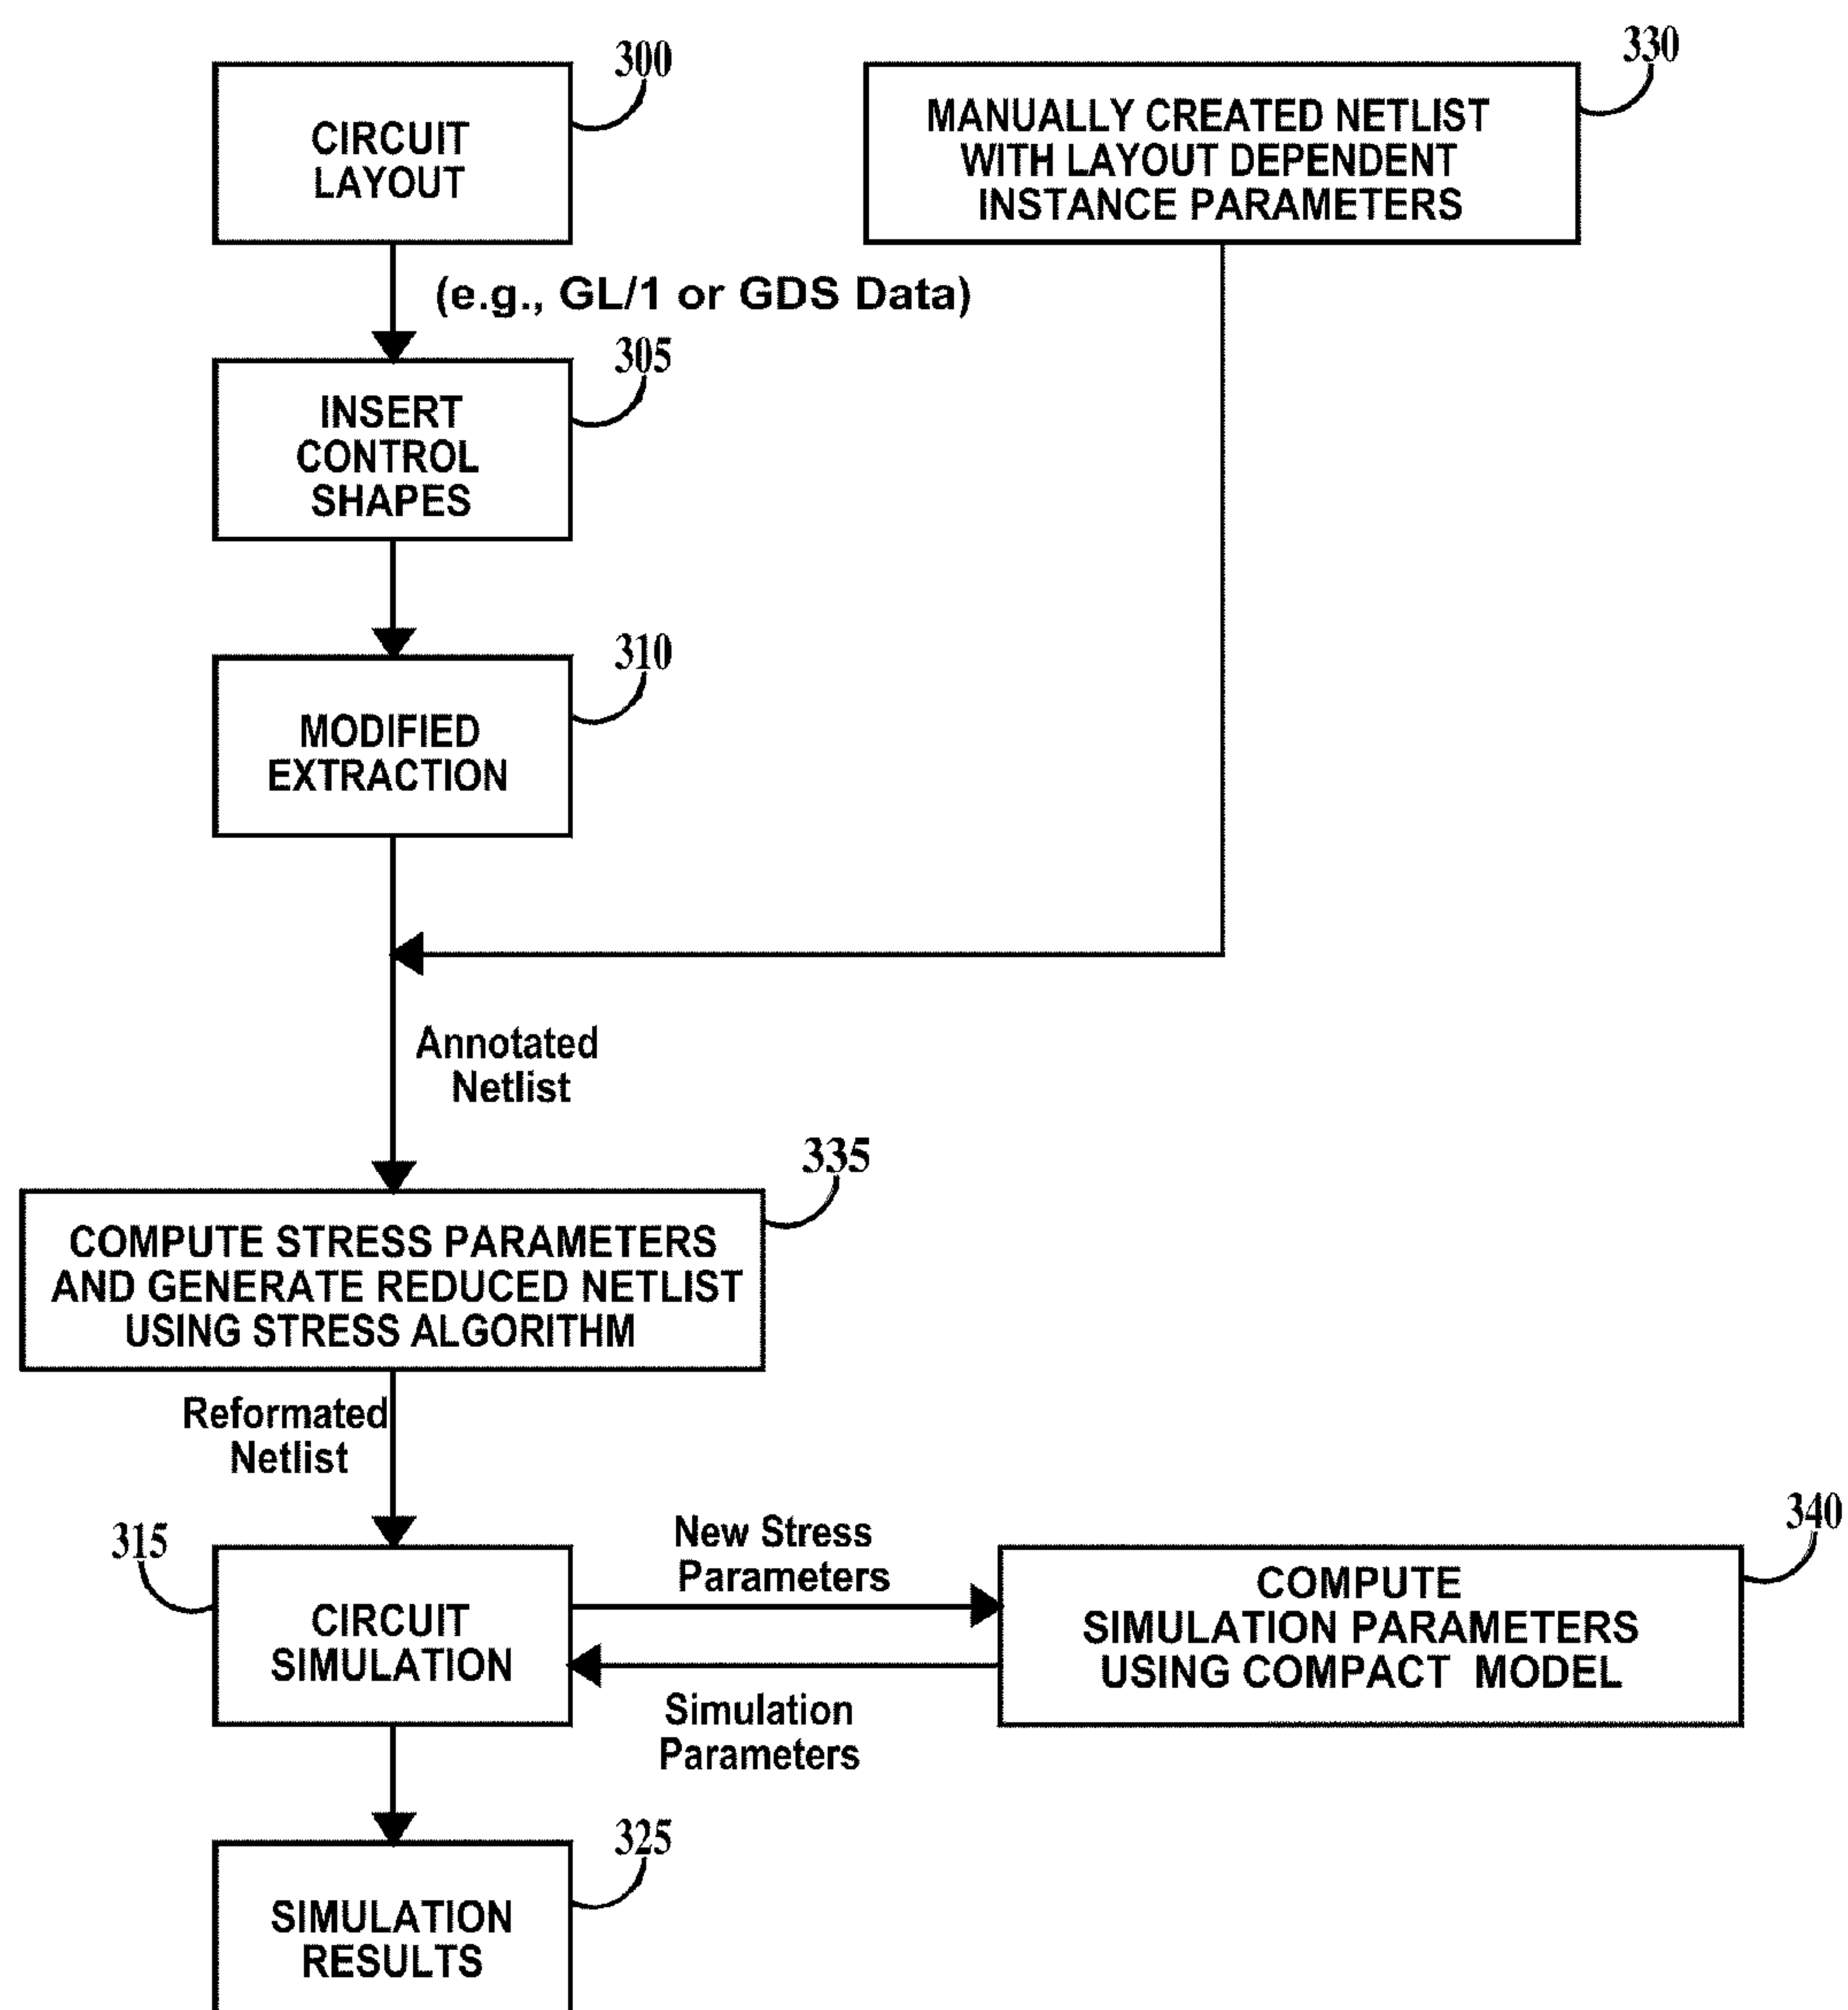 300
CIRCUIT
LAYOUT
330
MANUALLY CREATED NETLIST
WITH LAYOUT DEPENDENT
INSTANCE PARAMETERS
(e.g., GL/1 or GDS Data)
305
INSERT
CONTROL
SHAPES
310
MODIFIED
EXTRACTION
Annotated
Netlist
335
COMPUTE STRESS PARAMETERS
AND GENERATE REDUCED NETLIST
USING STRESS ALGORITHM
Reformated
Netlist
315
CIRCUIT
SIMULATION
New Stress
Parameters
340
COMPUTE
SIMULATION PARAMETERS
USING COMPACT MODEL
Simulation
Parameters
325
SIMULATION
RESULTS